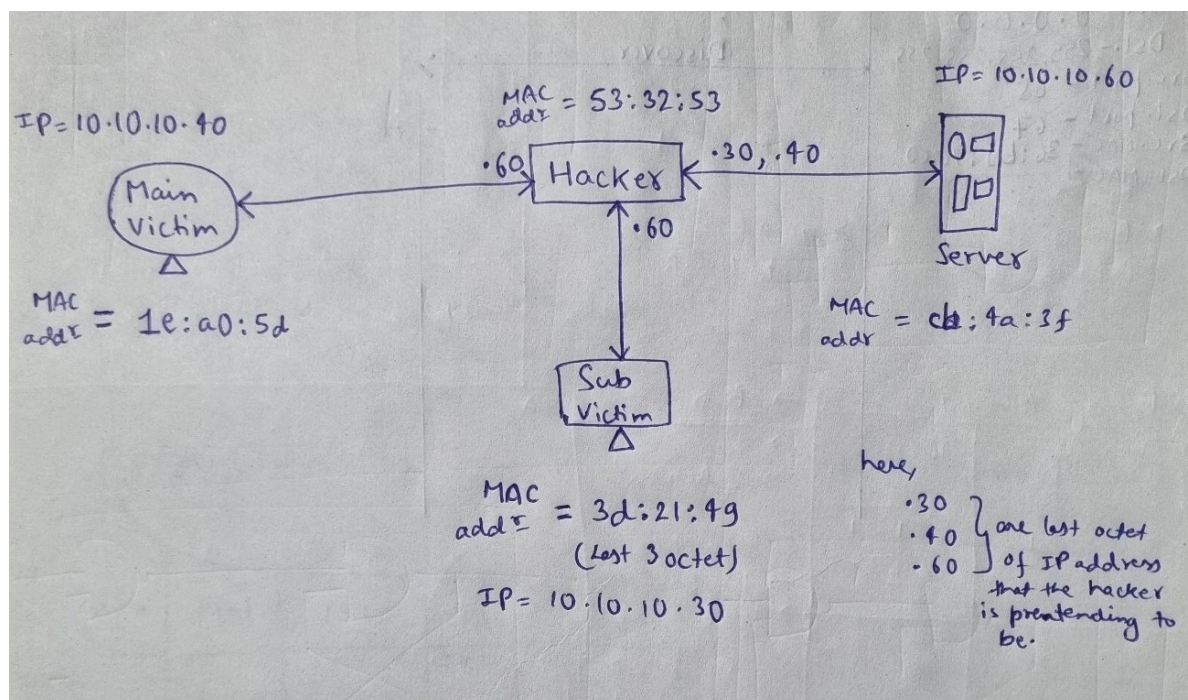 Discover
IP= 10.10.10.40
MAC addr = 53:32:53
IP= 10.10.10.60
.60
Hacker
.30, .40
Main
Victim
.60
Server
MAC addr = 1e:a0:5d
MAC addr = cb:4a:3f
Sub
Victim
MAC addr = 3d:21:49
(Last 3 octet)
IP= 10.10.10.30
here,
.30
.40
.60
are last octet
of IP address
that the hacker
is preatending to
be.